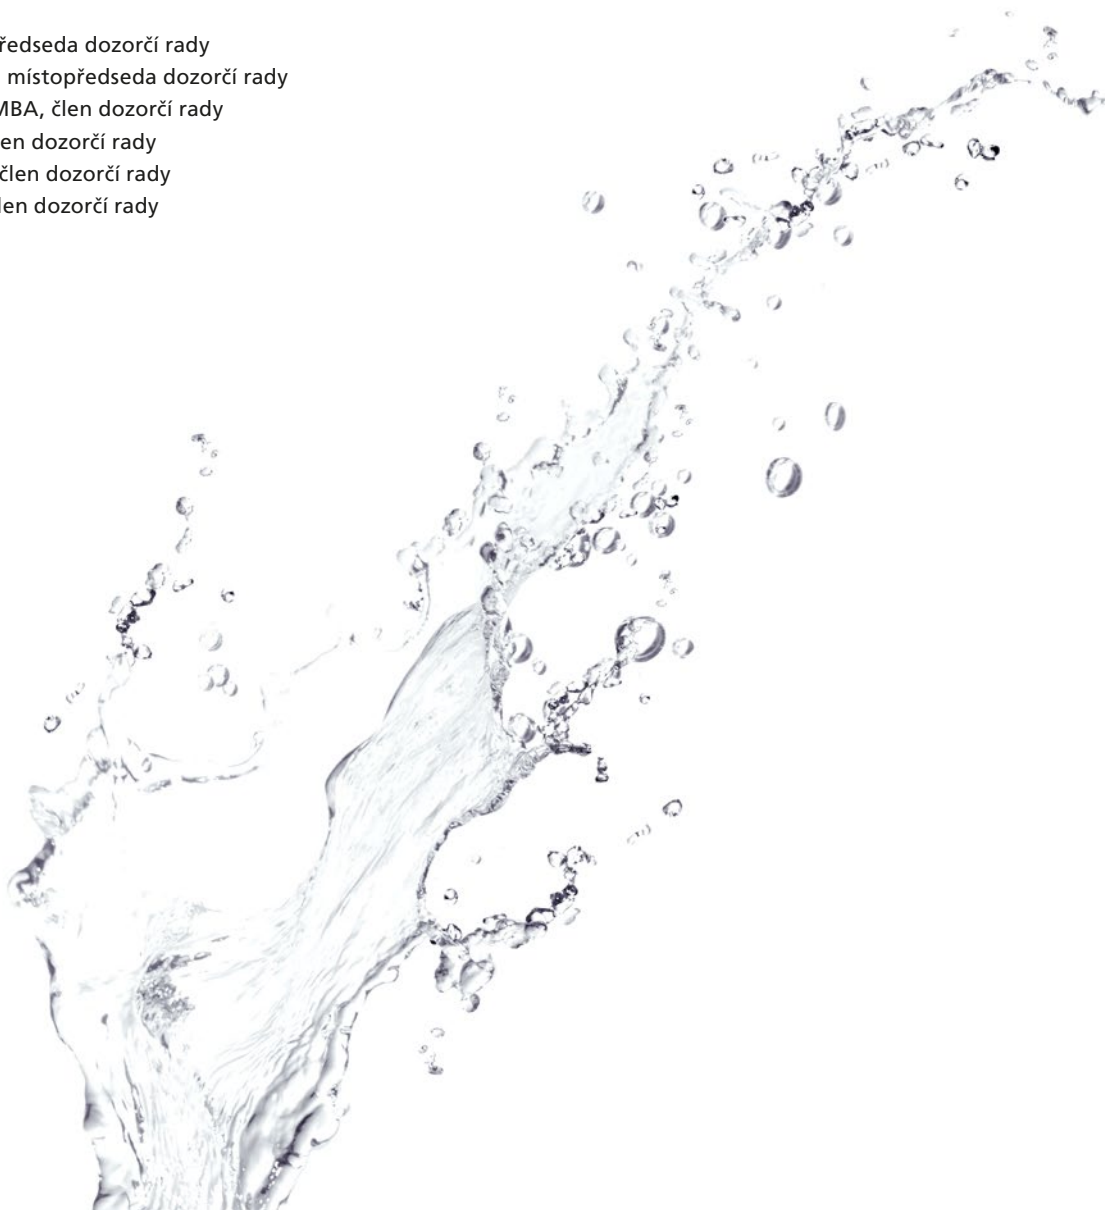 ředseda dozorčí rady
místopředseda dozorčí rady
MBA, člen dozorčí rady
en dozorčí rady
člen dozorčí rady
len dozorčí rady